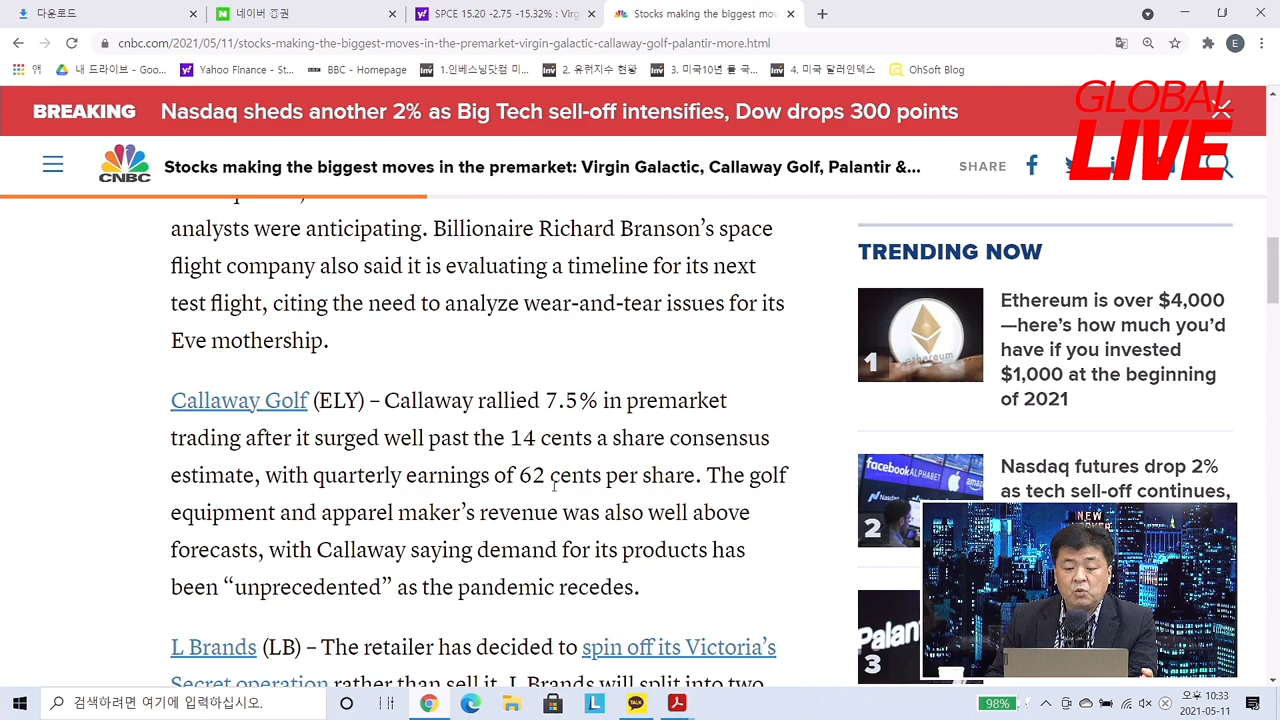 다운로드
네이버 증권
SPCE 15.20 -2.75 -15.32% : Virg
Stocks making the biggest mov
cnbc.com/2021/05/11/stocks-making-the-biggest-moves-in-the-premarket-virgin-galactic-callaway-golf-palantir-more.html
앱
내 드라이브 - Goo...
Yahoo Finance - St...
BBC - Homepage
1.인베스닝닷컴 미...
2. 유럽지수 현황
3. 미국10년 물 국...
4. 미국 달러인덱스
OhSoft Blog
BREAKING
Nasdaq sheds another 2% as Big Tech sell-off intensifies, Dow drops 300 points
GLOBAL
LIVE
CNBC
Stocks making the biggest moves in the premarket: Virgin Galactic, Callaway Golf, Palantir &...
SHARE
analysts were anticipating. Billionaire Richard Branson’s space
flight company also said it is evaluating a timeline for its next
test flight, citing the need to analyze wear-and-tear issues for its
Eve mothership.
Callaway Golf (ELY) – Callaway rallied 7.5% in premarket
trading after it surged well past the 14 cents a share consensus
estimate, with quarterly earnings of 62 cents per share. The golf
equipment and apparel maker’s revenue was also well above
forecasts, with Callaway saying demand for its products has
been “unprecedented” as the pandemic recedes.
L Brands (LB) – The retailer has decided to spin off its Victoria’s
Secret operation rather than sell it. L Brands will split into two
TRENDING NOW
1
ethereum
Ethereum is over $4,000
—here’s how much you’d
have if you invested
$1,000 at the beginning
of 2021
facebook
ALPHABET
2
Nasdaq futures drop 2%
as tech sell-off continues,
Palant
3
검색하려면 여기에 입력하십시오.
98%
오후 10:33
2021-05-11